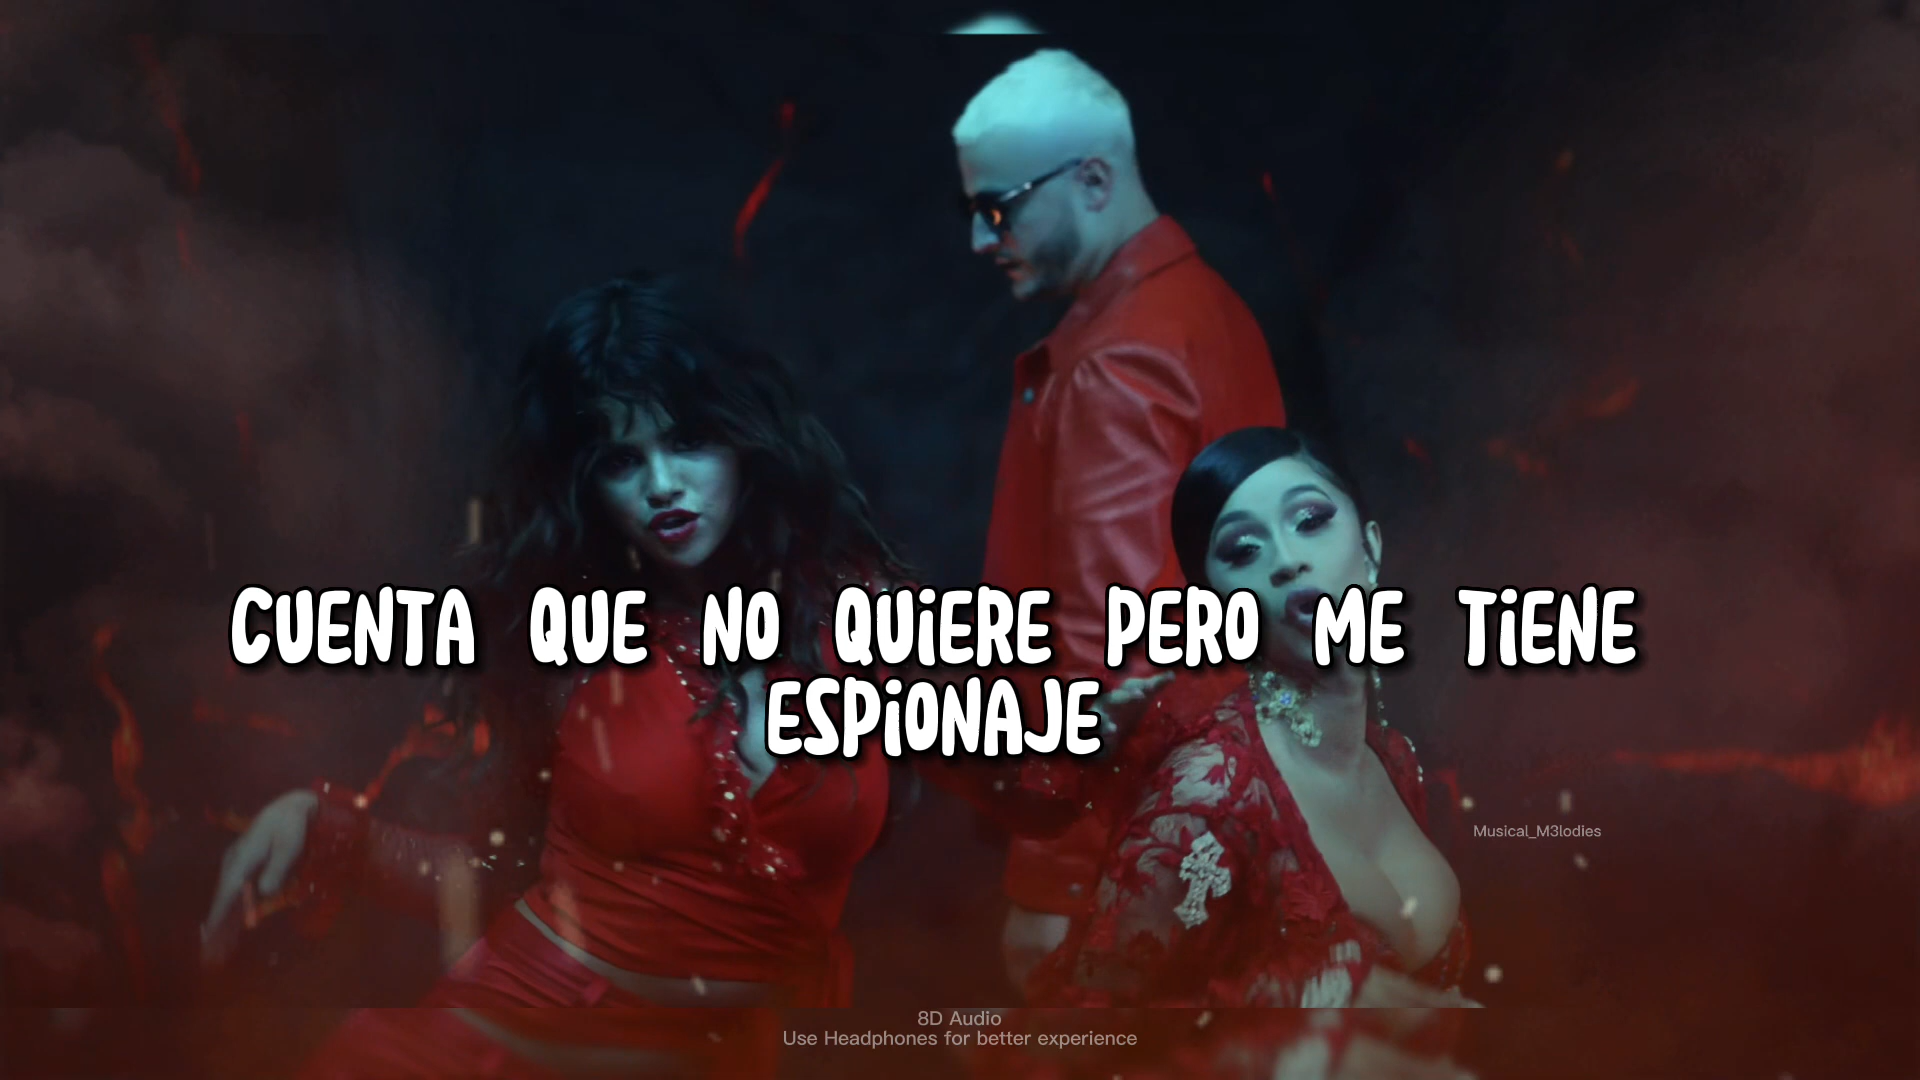 CUENTA QUE NO QUIERE PERO ME TIENE
ESPIONAJE
Musical_M3lodies
8D Audio
Use Headphones for better experience